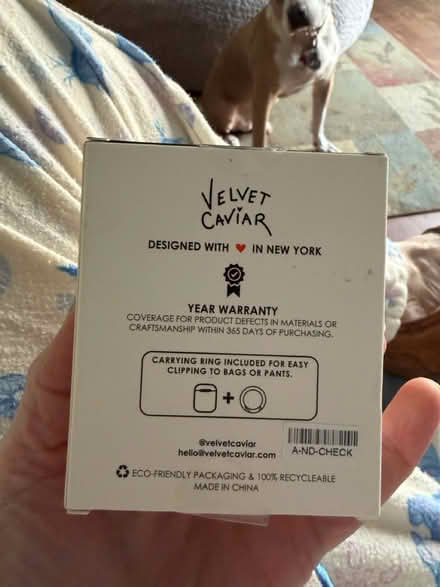 VELVET
CAVIAR
DESIGNED WITH ♥ IN NEW YORK
YEAR WARRANTY
COVERAGE FOR PRODUCT DEFECTS IN MATERIALS OR
CRAFTSMANSHIP WITHIN 365 DAYS OF PURCHASING.
CARRYING RING INCLUDED FOR EASY
CLIPPING TO BAGS OR PANTS.
+
@velvetcaviar
hello@velvetcaviar.com
A-ND-CHECK
ECO-FRIENDLY PACKAGING & 100% RECYCLEABLE
MADE IN CHINA